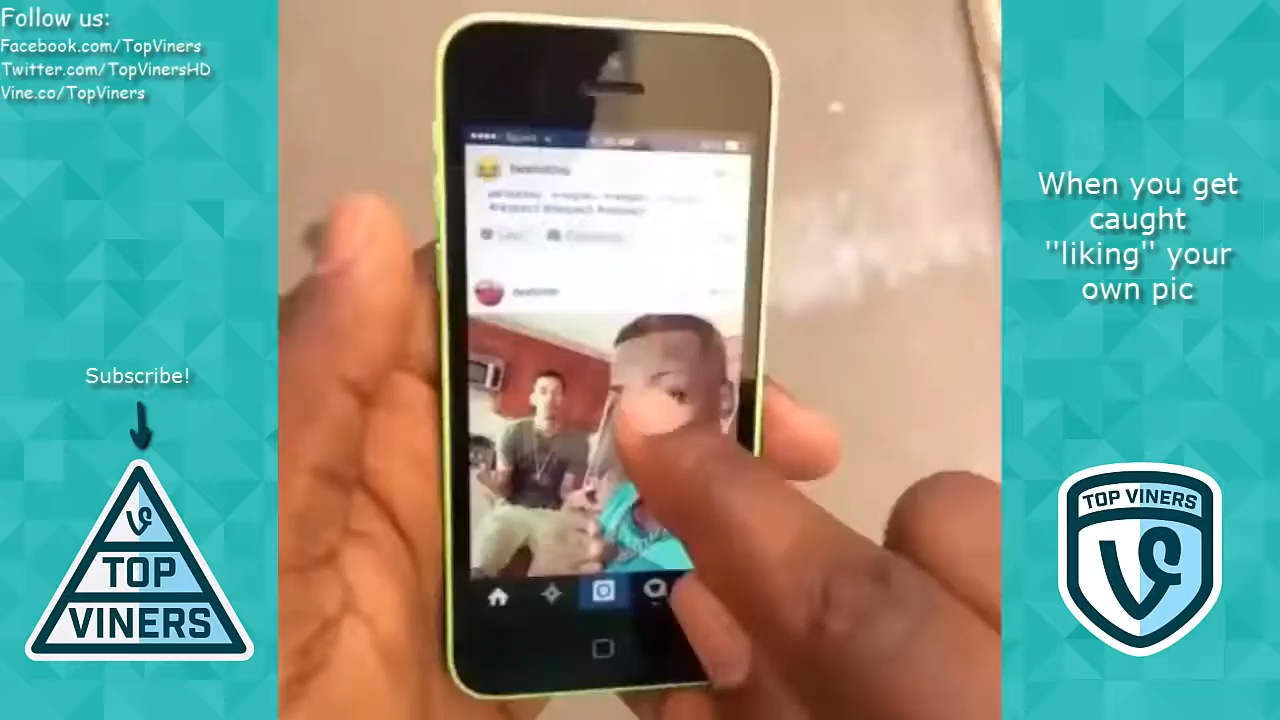 Follow us:
Facebook.com/TopViners
Twitter.com/TopVinersHD
Vine.co/TopViners
When you get
caught
"liking" your
own pic
Subscribe!
TOP
VINERS
TOP VINERS